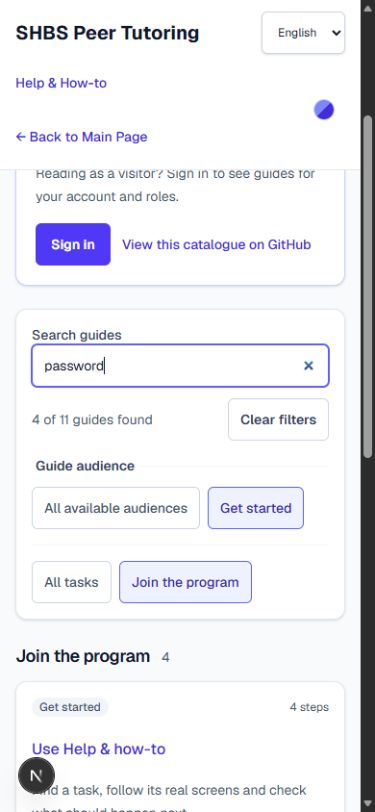 SHBS Peer Tutoring
English
Help & How-to
← Back to Main Page
Reading as a visitor? Sign in to see guides for
your account and roles.
Sign in
View this catalogue on GitHub
Search guides
password
4 of 11 guides found
Clear filters
Guide audience
All available audiences
Get started
All tasks
Join the program
Join the program 4
Get started
4 steps
Use Help & how-to
Find a task, follow its real screens and check
what should happen next.
N